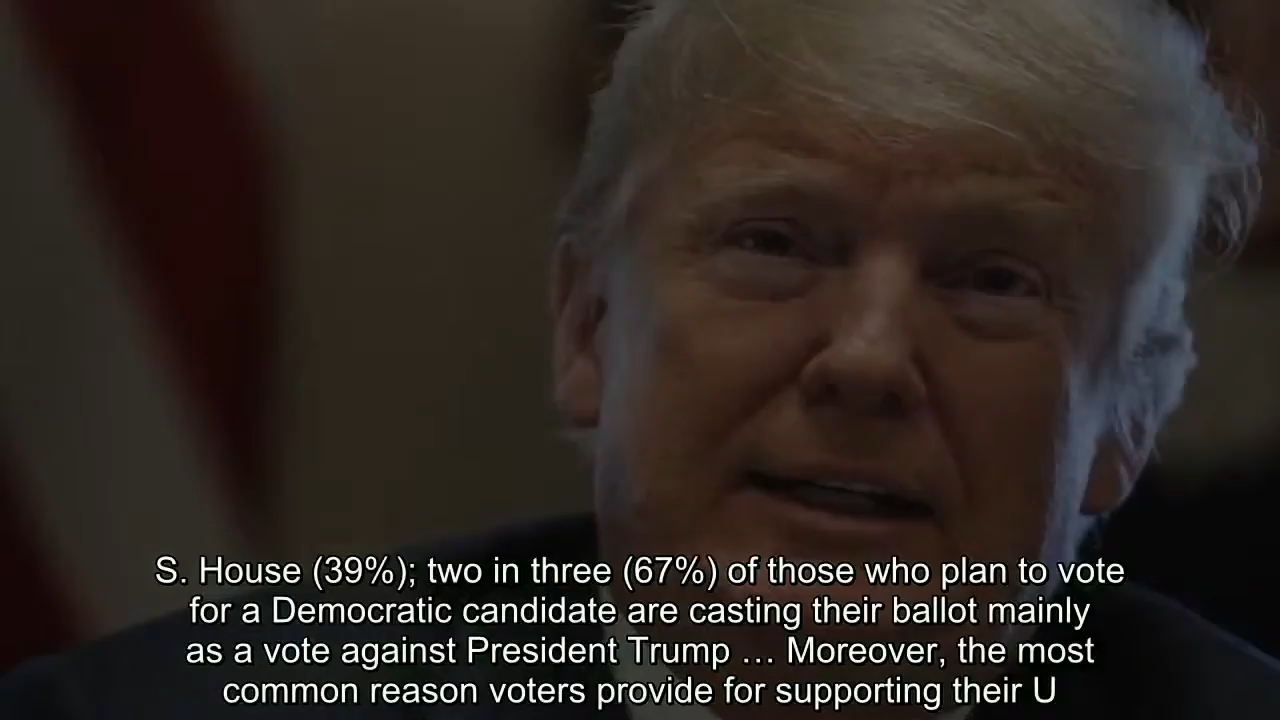 S. House (39%); two in three (67%) of those who plan to vote
for a Democratic candidate are casting their ballot mainly
as a vote against President Trump … Moreover, the most
common reason voters provide for supporting their U